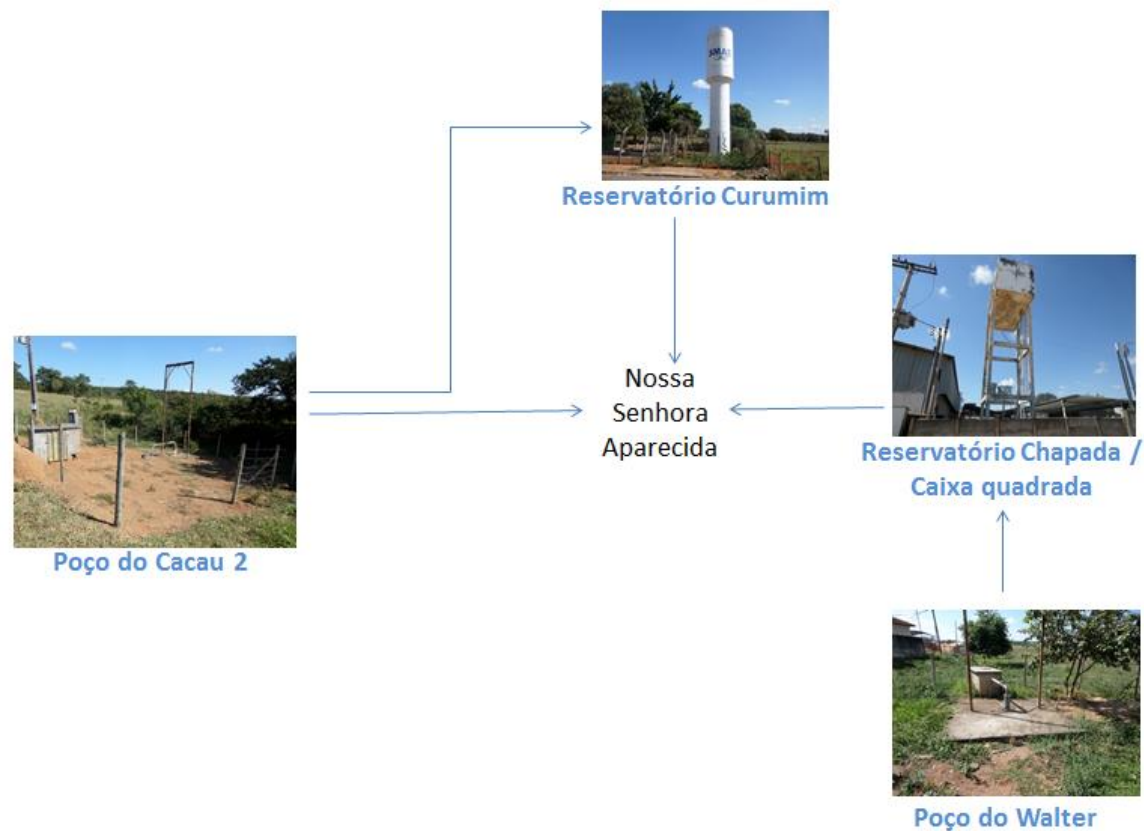 Reservatório Curumim
Nossa
Senhora
Aparecida
Reservatório Chapada /
Caixa quadrada
Poço do Cacau 2
Poço do Walter